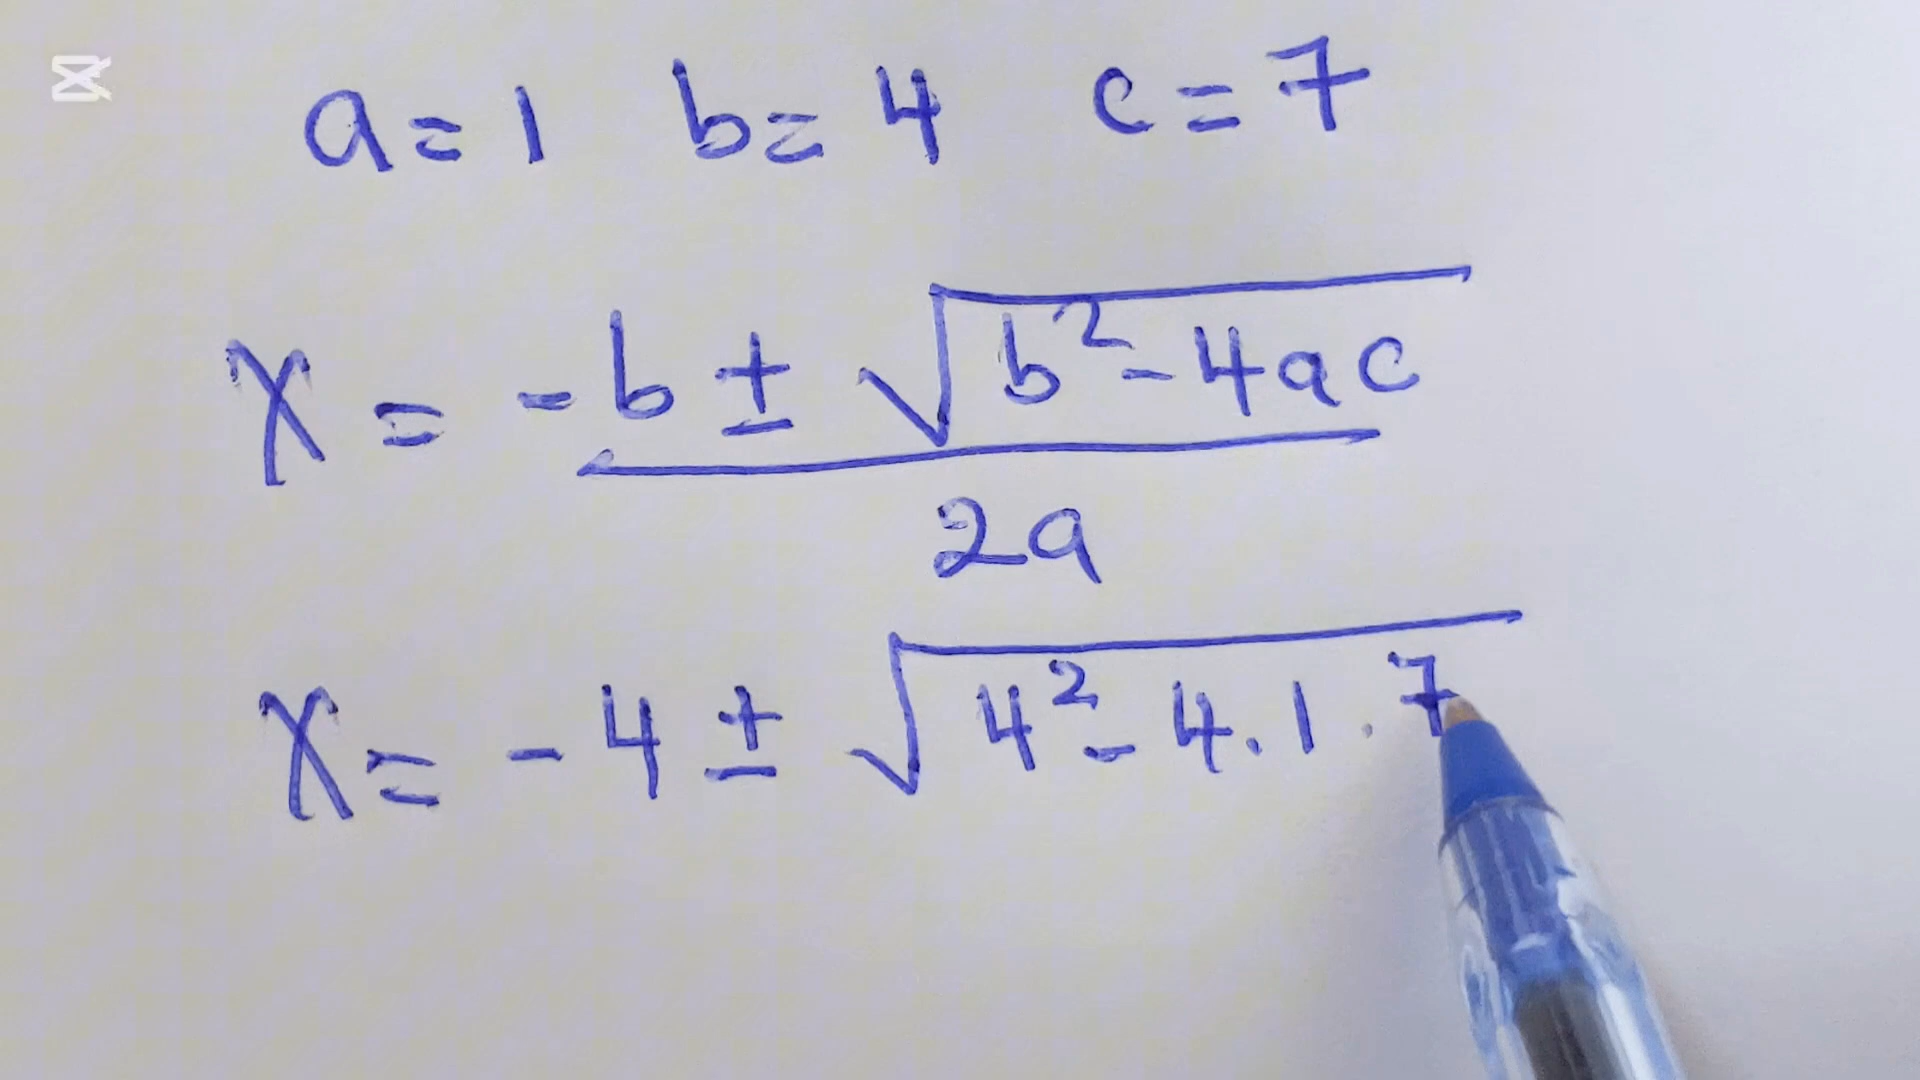 a = 1 b = 4 c = 7
X = -b ± √b² - 4ac
2a
X = - 4 ± √4² - 4 . 1 . 7